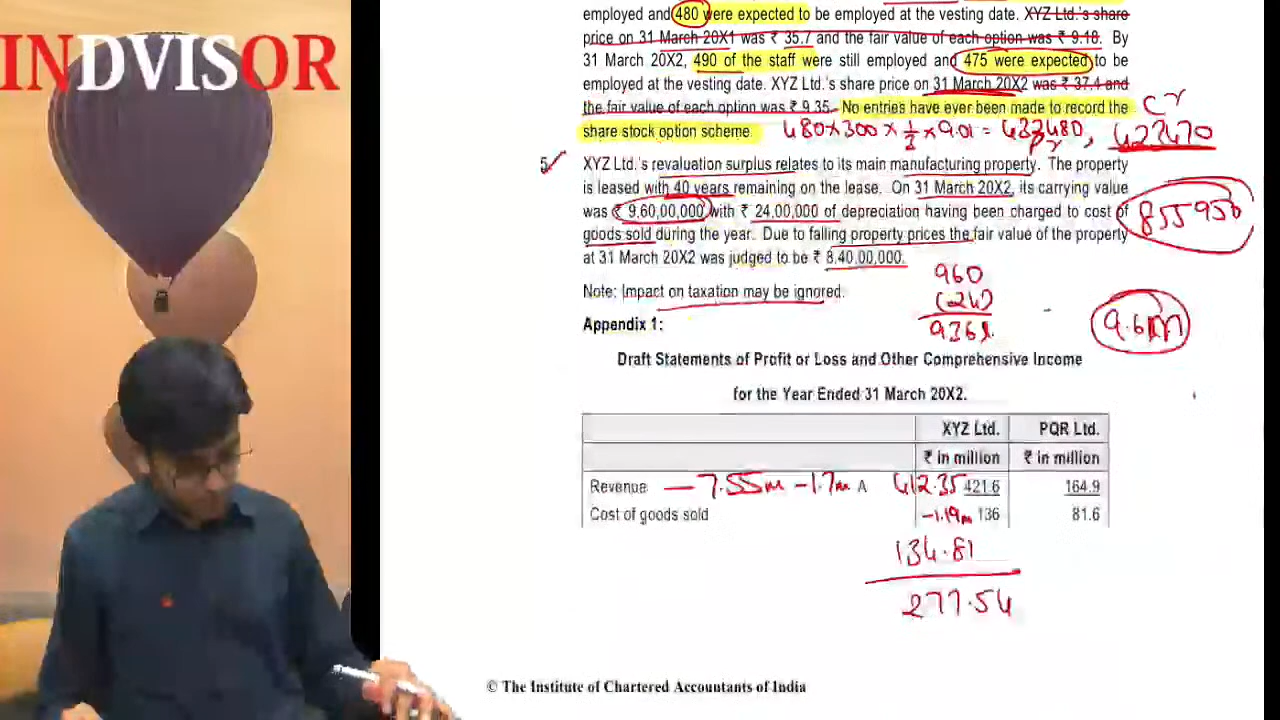 INDVISOR
employed and 480 were expected to be employed at the vesting date. XYZ Ltd.'s share
price on 31 March 20X1 was ₹ 35.7 and the fair value of each option was ₹ 9.18. By
31 March 20X2, 490 of the staff were still employed and 475 were expected to be
employed at the vesting date. XYZ Ltd.'s share price on 31 March 20X2 was ₹ 37.4 and
the fair value of each option was ₹ 9.35. No entries have ever been made to record the
Cr
share stock option scheme. 480×300×½×9.01= , 423470
5 XYZ Ltd.'s revaluation surplus relates to its main manufacturing property. The property
is leased with 40 years remaining on the lease. On 31 March 20X2, its carrying value
was ₹ 9,60,00,000 with ₹ 24,00,000 of depreciation having been charged to cost of
855950
goods sold during the year. Due to falling property prices the fair value of the property
at 31 March 20X2 was judged to be ₹ 8,40,00,000.
960
Note: Impact on taxation may be ignored.
(24)
9.6m
Appendix 1:
Draft Statements of Profit or Loss and Other Comprehensive Income
for the Year Ended 31 March 20X2.
XYZ Ltd. PQR Ltd.
₹ in million ₹ in million
Revenue — 7.55m -1.7m A 412.35 421.6 164.9
Cost of goods sold -1.19m 136 81.6
134.81
277.54
© The Institute of Chartered Accountants of India